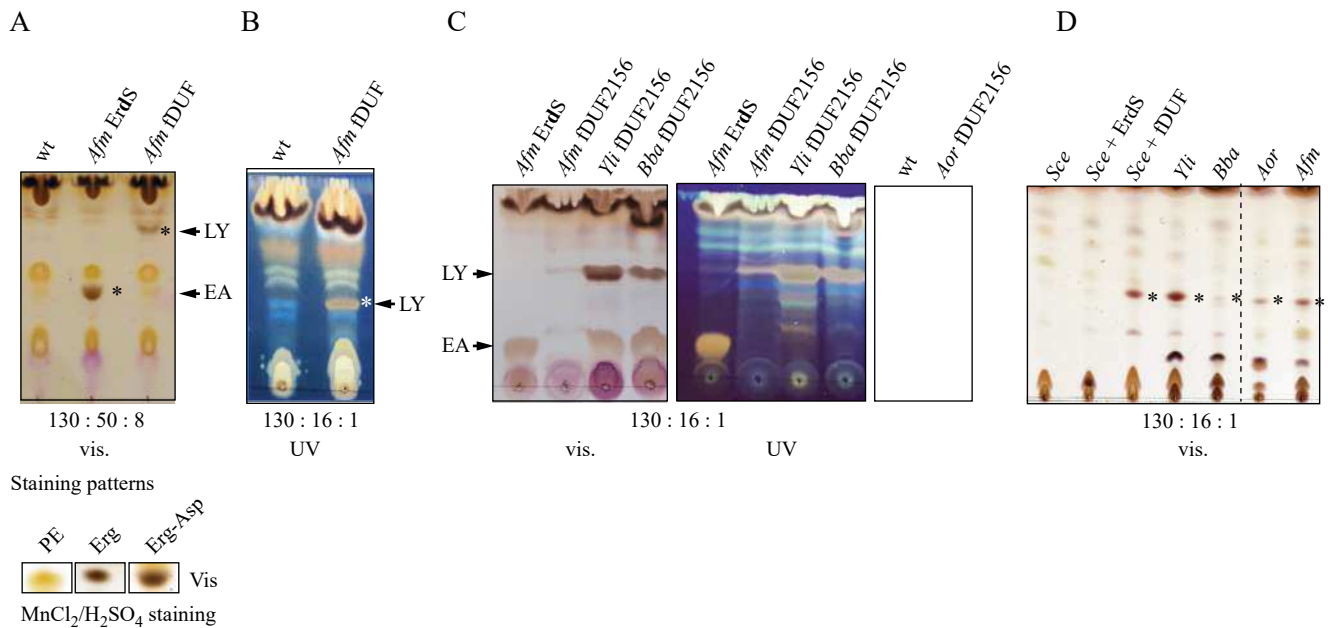 A
B
C
D
wt
Afm ErdS
Afm fDUF
LY
EA
130 : 50 : 8
vis.
wt
Afm fDUF
LY
130 : 16 : 1
UV
Afm ErdS
Afm fDUF2156
Yli fDUF2156
Bba fDUF2156
Afm ErdS
Afm fDUF2156
Yli fDUF2156
Bba fDUF2156
wt
Aor fDUF2156
LY
EA
130 : 16 : 1
vis.
UV
Sce
Sce + ErdS
Sce + fDUF
Yli
Bba
Aor
Afm
130 : 16 : 1
vis.
Staining patterns
PE
Erg
Erg-Asp
Vis
MnCl2/H2SO4 staining